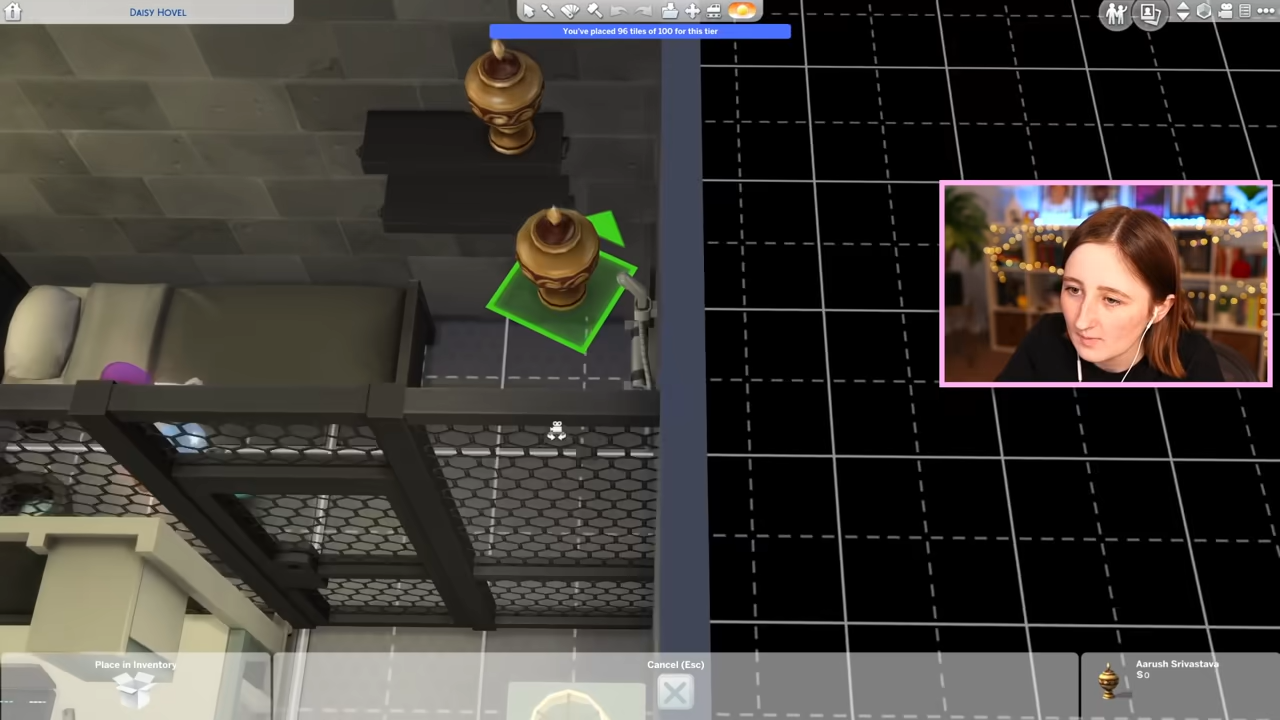 DAISY HOVEL
You've placed 96 tiles of 100 for this tier
Place in Inventory
Cancel (Esc)
Aarush Srivastava
§0